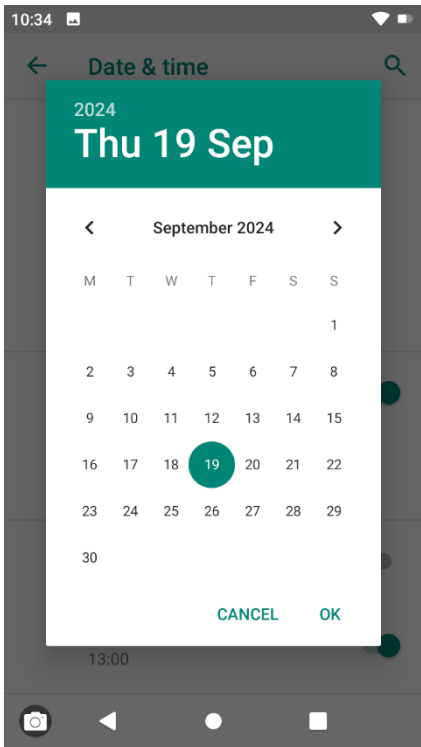 10:34
Date & time
2024
Thu 19 Sep
September 2024
M T W T F S S
1
2 3 4 5 6 7 8
9 10 11 12 13 14 15
16 17 18 19 20 21 22
23 24 25 26 27 28 29
30
CANCEL OK
13:00